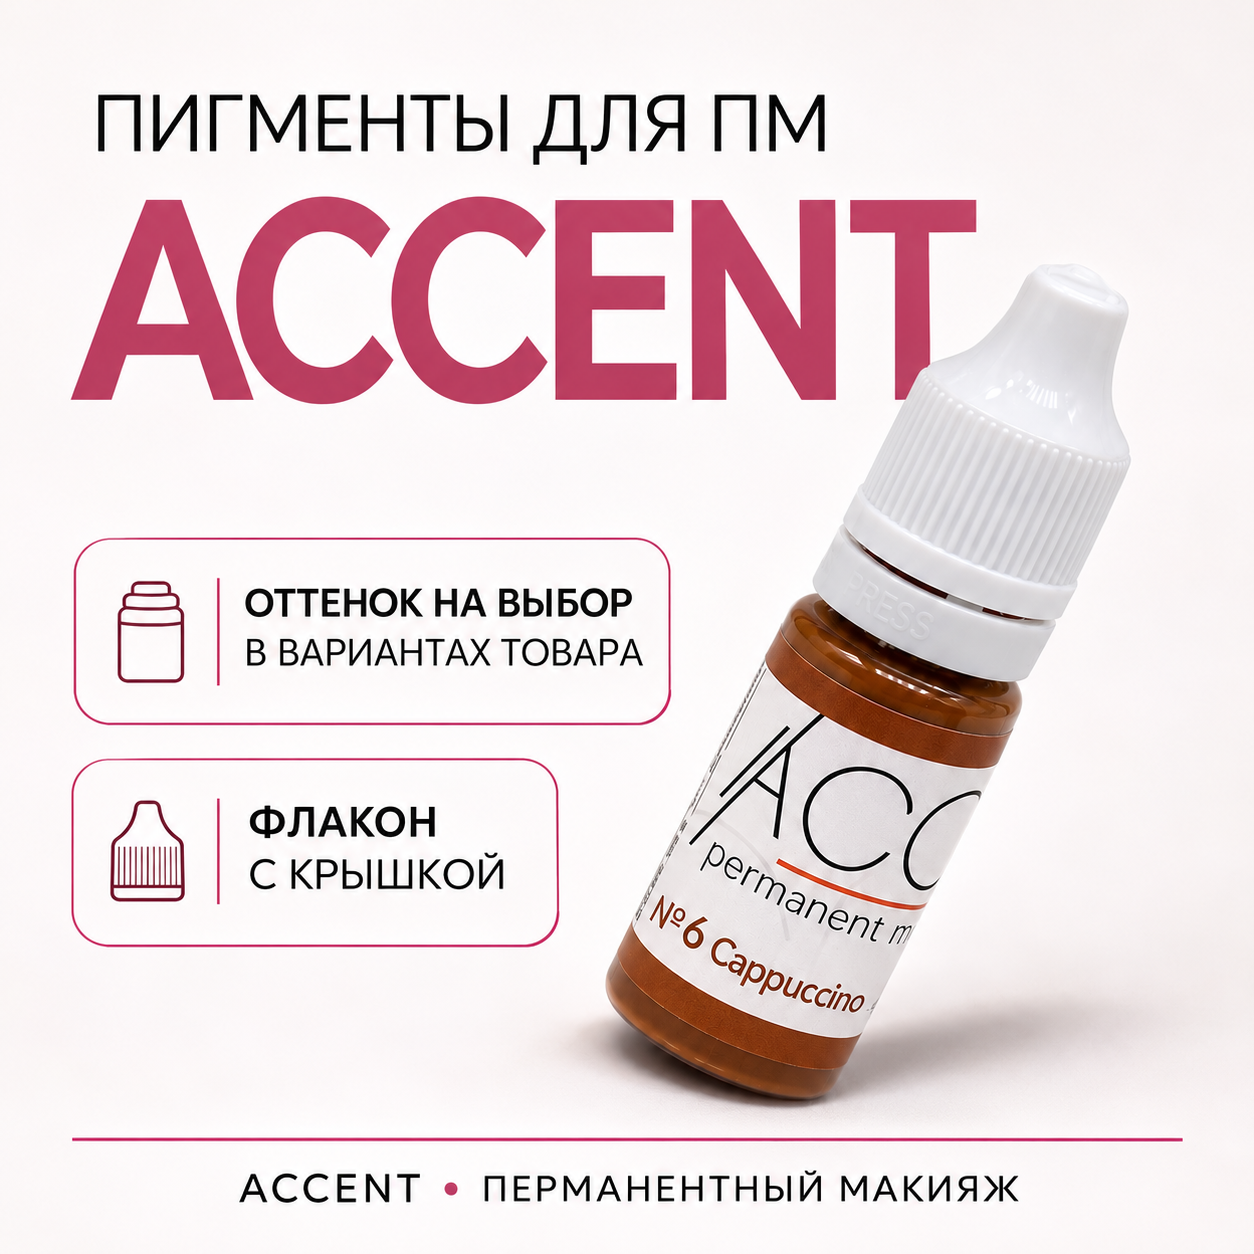 ПИГМЕНТЫ ДЛЯ ПМ
ACCENT
ОТТЕНОК НА ВЫБОР
В ВАРИАНТАХ ТОВАРА
ФЛАКОН
С КРЫШКОЙ
PRESS
ACC
permanent m
№6 Cappuccino
ACCENT • ПЕРМАНЕНТНЫЙ МАКИЯЖ